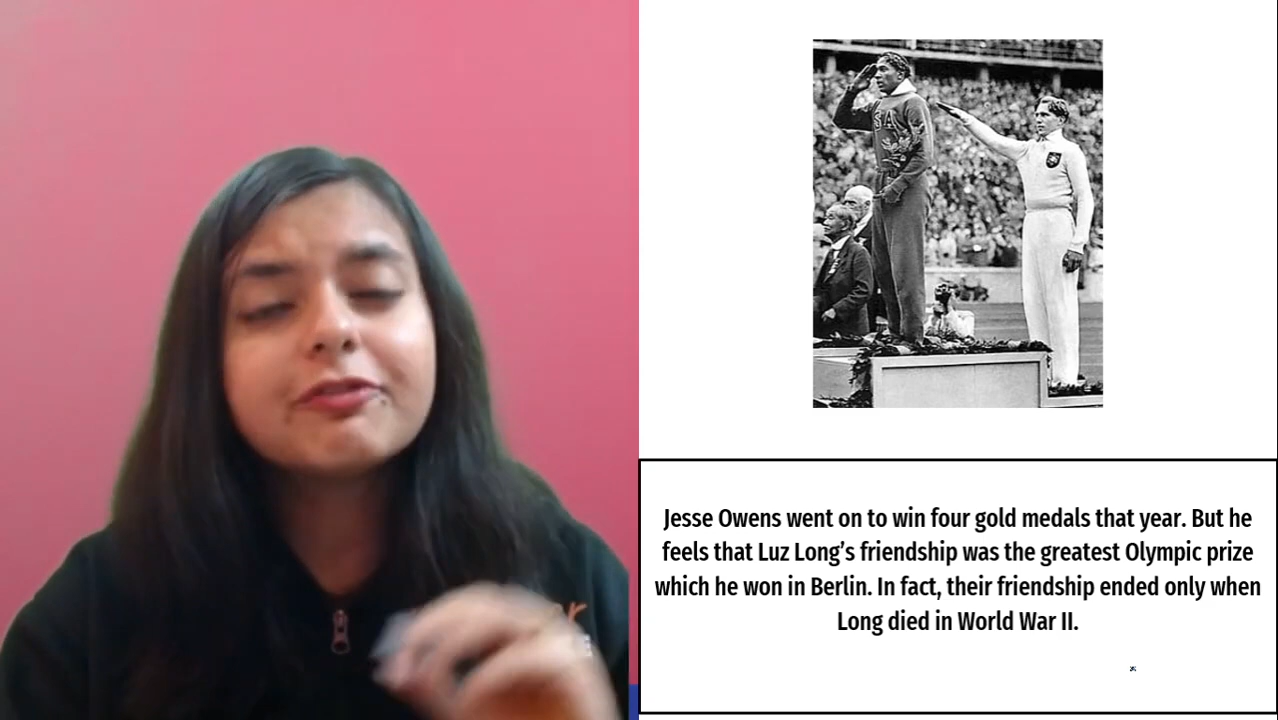 Jesse Owens went on to win four gold medals that year. But he
feels that Luz Long's friendship was the greatest Olympic prize
which he won in Berlin. In fact, their friendship ended only when
Long died in World War II.